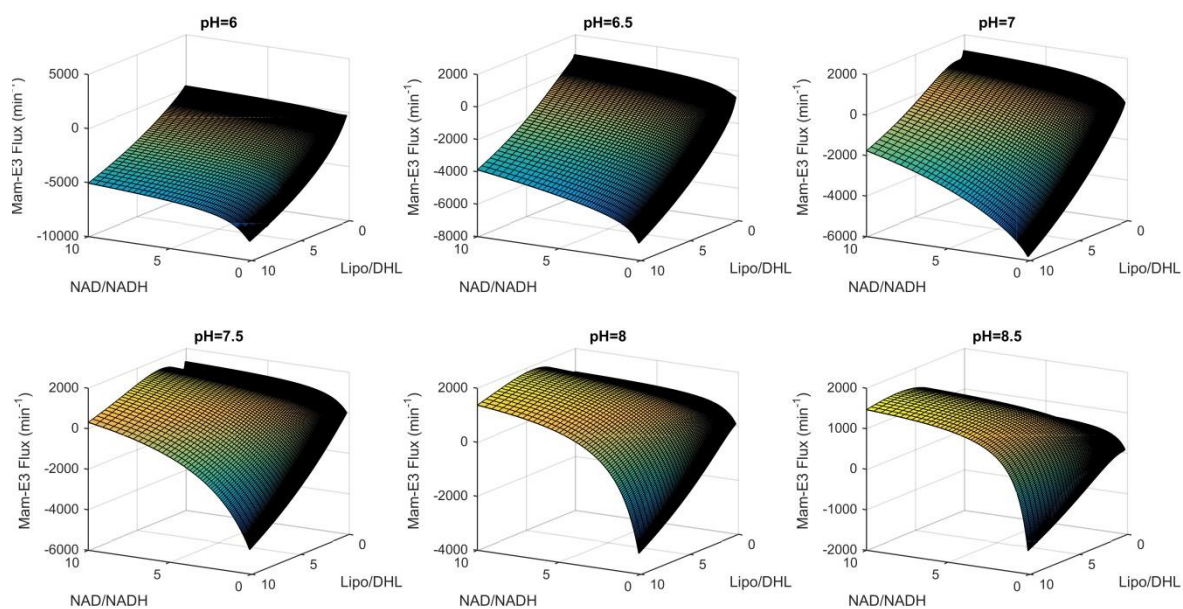 pH=6
Mam-E3 Flux (min⁻¹)
5000
0
-5000
-10000
10
5
0
NAD/NADH
10
5
0
Lipo/DHL
pH=6.5
Mam-E3 Flux (min⁻¹)
2000
0
-2000
-4000
-6000
-8000
10
5
0
NAD/NADH
10
5
0
Lipo/DHL
pH=7
Mam-E3 Flux (min⁻¹)
2000
0
-2000
-4000
-6000
10
5
0
NAD/NADH
10
5
0
Lipo/DHL
pH=7.5
Mam-E3 Flux (min⁻¹)
2000
0
-2000
-4000
-6000
10
5
0
NAD/NADH
10
5
0
Lipo/DHL
pH=8
Mam-E3 Flux (min⁻¹)
2000
0
-2000
-4000
10
5
0
NAD/NADH
10
5
0
Lipo/DHL
pH=8.5
Mam-E3 Flux (min⁻¹)
2000
1000
0
-1000
-2000
10
5
0
NAD/NADH
10
5
0
Lipo/DHL